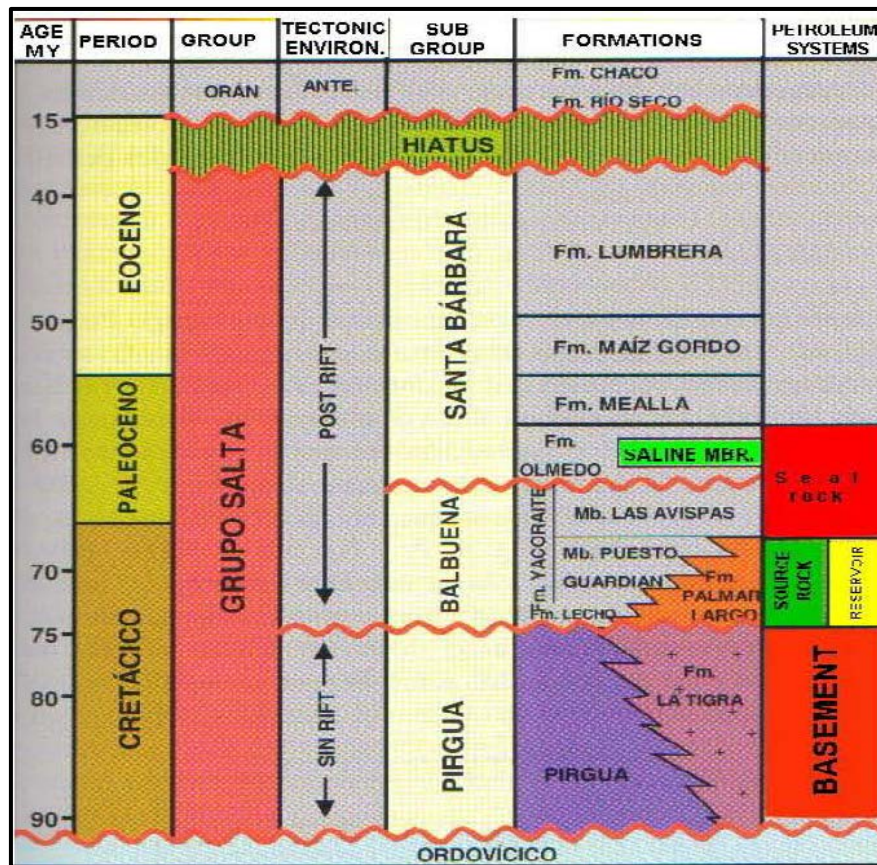 AGE MY
PERIOD
GROUP
TECTONIC ENVIRON.
SUB GROUP
FORMATIONS
PETROLEUM SYSTEMS
ORÁN
ANTE.
Fm. CHACO
Fm. RÍO SECO
15
HIATUS
40
50
60
70
75
80
90
EOCENO
PALEOCENO
CRETÁCICO
GRUPO SALTA
POST RIFT
SIN RIFT
SANTA BÁRBARA
BALBUENA
PIRGUA
Fm. LUMBRERA
Fm. MAÍZ GORDO
Fm. MEALLA
Fm.
OLMEDO
SALINE MBR.
Fm. YACORAITE
Mb. LAS AVISPAS
Mb. PUESTO
GUARDIAN
Fm. LECHO
Fm.
PALMAR
LARGO
Fm.
LA TIGRA
PIRGUA
Seal
rock
SOURCE
ROCK
RESERVOIR
BASEMENT
ORDOVÍCICO